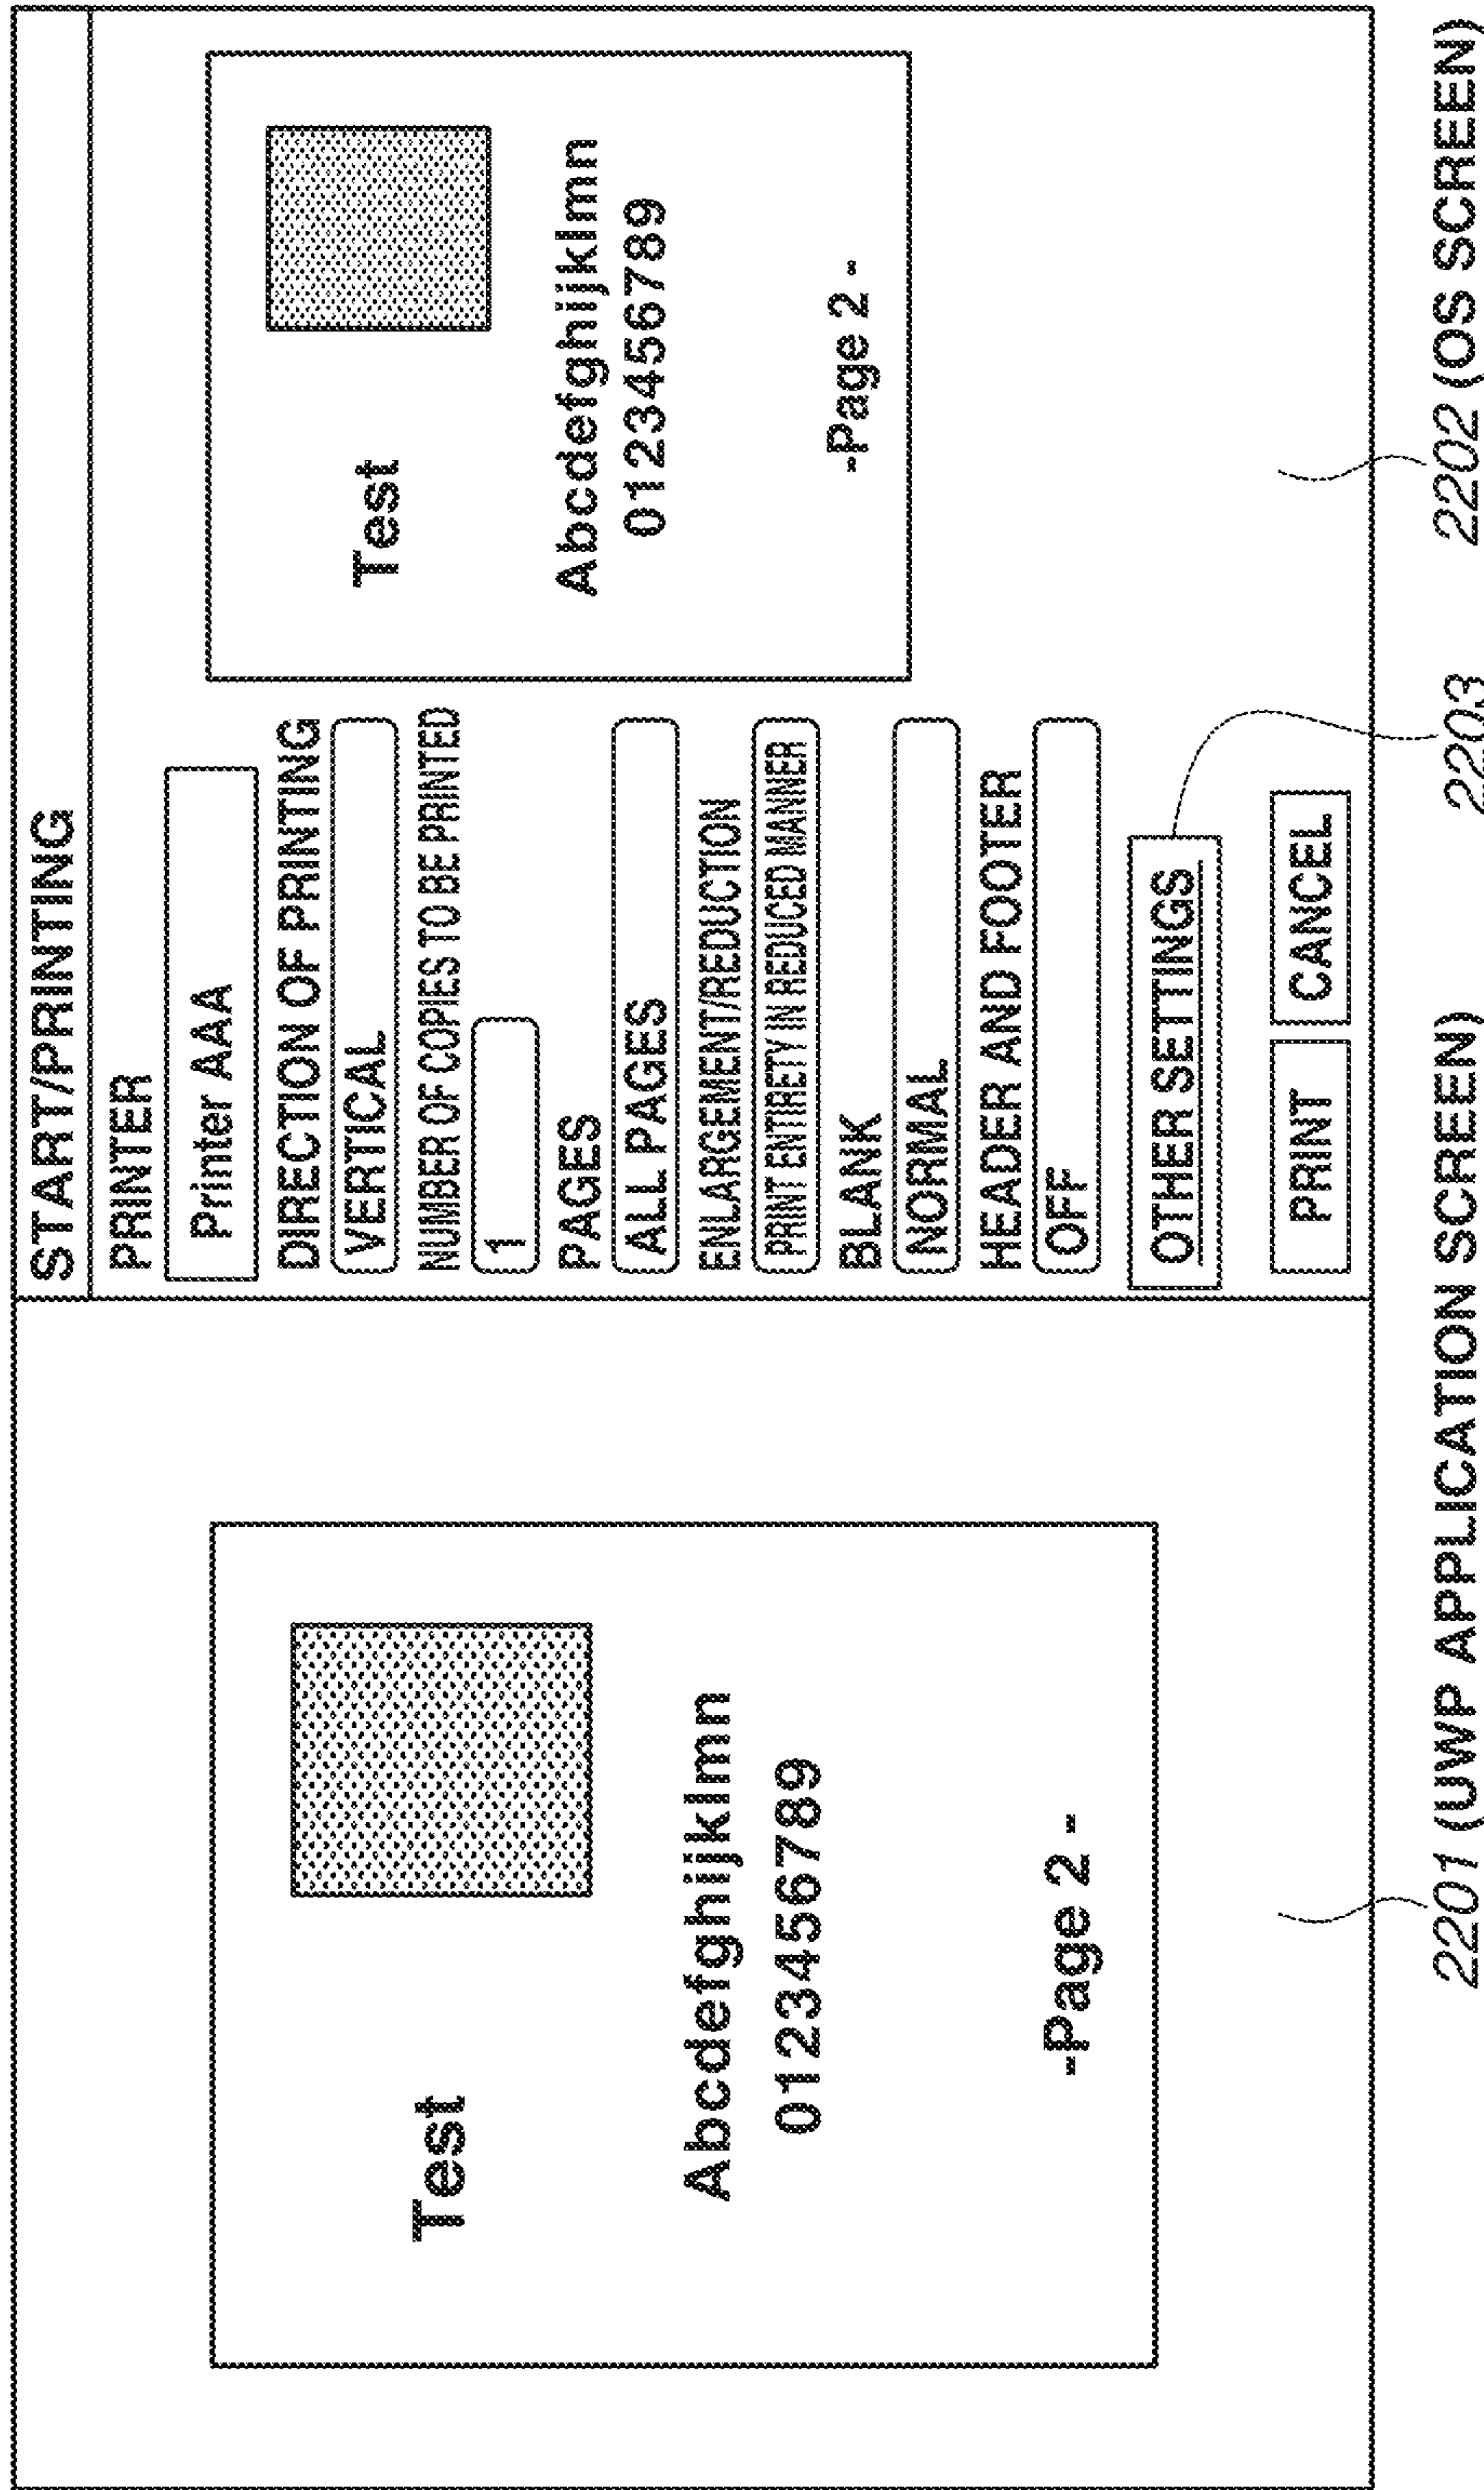 Test
Abcdefghijklmn
0123456789
-Page 2 -
START/PRINTING
PRINTER
Printer AAA
DIRECTION OF PRINTING
VERTICAL
NUMBER OF COPIES TO BE PRINTED
1
PAGES
ALL PAGES
ENLARGEMENT/REDUCTION
PRINT ENTIRETY IN REDUCED MANNER
BLANK
NORMAL
HEADER AND FOOTER
OFF
OTHER SETTINGS
PRINT CANCEL
Test
Abcdefghijklmn
0123456789
-Page 2 -
2201 (UWP APPLICATION SCREEN)
2203
2202 (OS SCREEN)